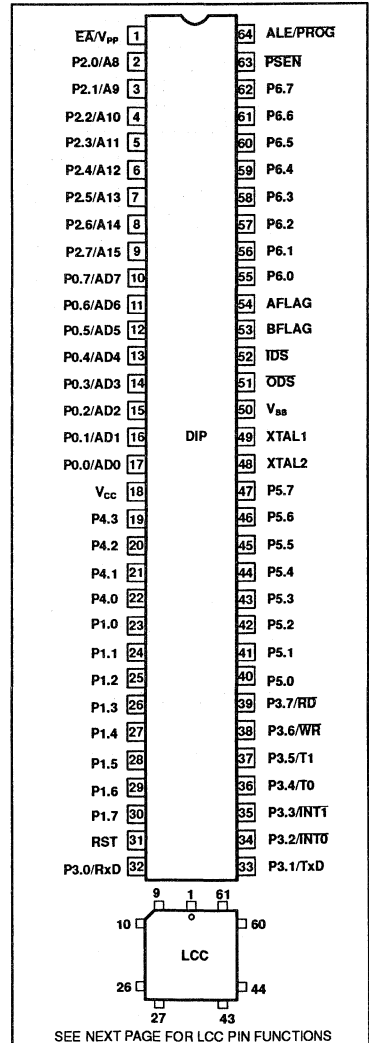 EA/VPP 1 64 ALE/PROG
P2.0/A8 2 63 PSEN
P2.1/A9 3 62 P6.7
P2.2/A10 4 61 P6.6
P2.3/A11 5 60 P6.5
P2.4/A12 6 59 P6.4
P2.5/A13 7 58 P6.3
P2.6/A14 8 57 P6.2
P2.7/A15 9 56 P6.1
P0.7/AD7 10 55 P6.0
P0.6/AD6 11 54 AFLAG
P0.5/AD5 12 53 BFLAG
P0.4/AD4 13 52 IDS
P0.3/AD3 14 51 ODS
P0.2/AD2 15 50 VSS
P0.1/AD1 16 DIP 49 XTAL1
P0.0/AD0 17 48 XTAL2
VCC 18 47 P5.7
P4.3 19 46 P5.6
P4.2 20 45 P5.5
P4.1 21 44 P5.4
P4.0 22 43 P5.3
P1.0 23 42 P5.2
P1.1 24 41 P5.1
P1.2 25 40 P5.0
P1.3 26 39 P3.7/RD
P1.4 27 38 P3.6/WR
P1.5 28 37 P3.5/T1
P1.6 29 36 P3.4/T0
P1.7 30 35 P3.3/INT1
RST 31 34 P3.2/INT0
P3.0/RxD 32 33 P3.1/TxD
9 1 61
10 60
LCC
26 44
27 43
SEE NEXT PAGE FOR LCC PIN FUNCTIONS